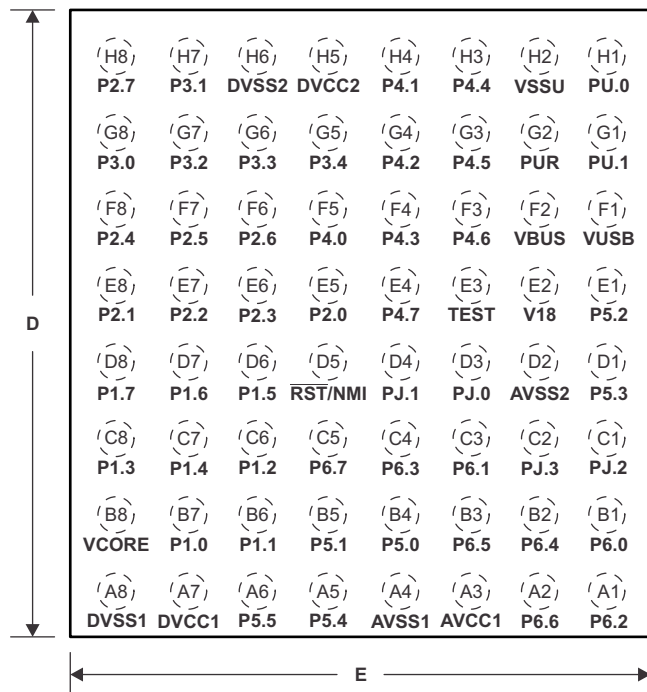 H8 H7 H6 H5 H4 H3 H2 H1
P2.7 P3.1 DVSS2 DVCC2 P4.1 P4.4 VSSU PU.0
G8 G7 G6 G5 G4 G3 G2 G1
P3.0 P3.2 P3.3 P3.4 P4.2 P4.5 PUR PU.1
F8 F7 F6 F5 F4 F3 F2 F1
P2.4 P2.5 P2.6 P4.0 P4.3 P4.6 VBUS VUSB
E8 E7 E6 E5 E4 E3 E2 E1
P2.1 P2.2 P2.3 P2.0 P4.7 TEST V18 P5.2
D
D8 D7 D6 D5 D4 D3 D2 D1
P1.7 P1.6 P1.5 RST/NMI PJ.1 PJ.0 AVSS2 P5.3
C8 C7 C6 C5 C4 C3 C2 C1
P1.3 P1.4 P1.2 P6.7 P6.3 P6.1 PJ.3 PJ.2
B8 B7 B6 B5 B4 B3 B2 B1
VCORE P1.0 P1.1 P5.1 P5.0 P6.5 P6.4 P6.0
A8 A7 A6 A5 A4 A3 A2 A1
DVSS1 DVCC1 P5.5 P5.4 AVSS1 AVCC1 P6.6 P6.2
E